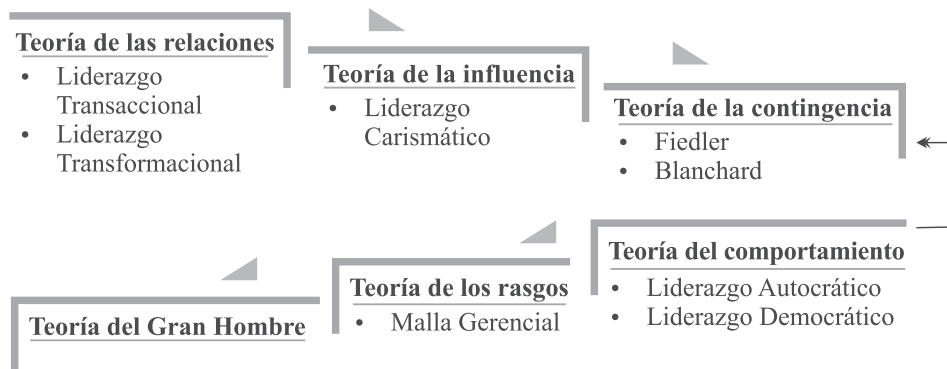 Teoría de las relaciones
• Liderazgo
Transaccional
• Liderazgo
Transformacional
Teoría de la influencia
• Liderazgo
Carismático
Teoría de la contingencia
• Fiedler
• Blanchard
Teoría del Gran Hombre
Teoría de los rasgos
• Malla Gerencial
Teoría del comportamiento
• Liderazgo Autocrático
• Liderazgo Democrático